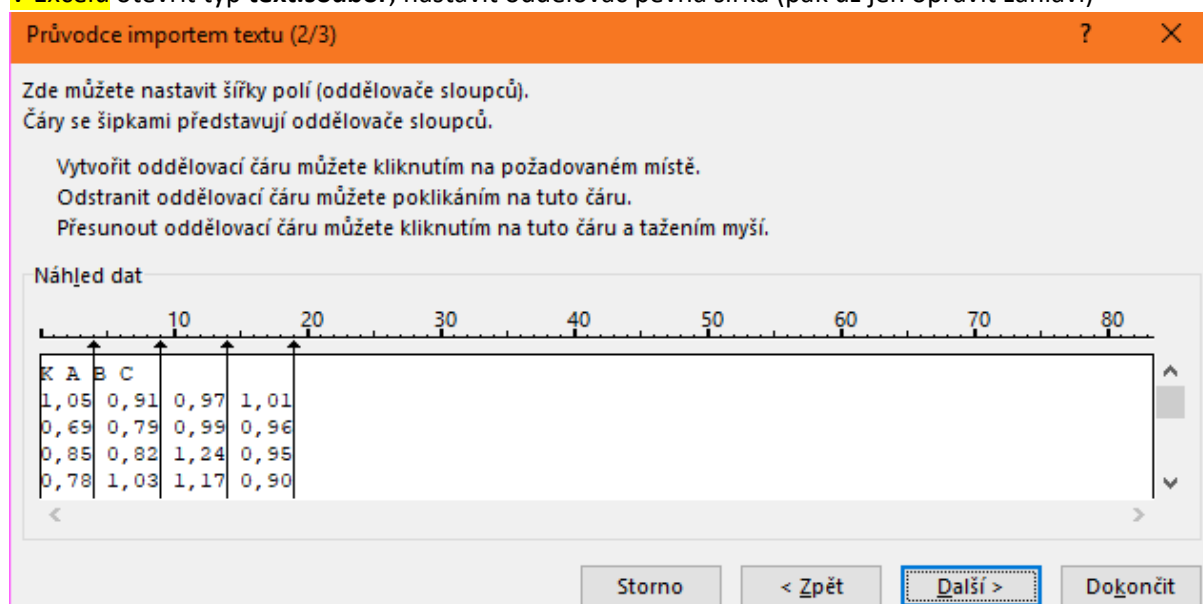 Průvodce importem textu (2/3) ? ×
Zde můžete nastavit šířky polí (oddělovače sloupců).
Čáry se šipkami představují oddělovače sloupců.
Vytvořit oddělovací čáru můžete kliknutím na požadovaném místě.
Odstranit oddělovací čáru můžete poklikáním na tuto čáru.
Přesunout oddělovací čáru můžete kliknutím na tuto čáru a tažením myší.
Náhled dat
10 20 30 40 50 60 70 80
K A B C
1,05 0,91 0,97 1,01
0,69 0,79 0,99 0,96
0,85 0,82 1,24 0,95
0,78 1,03 1,17 0,90
Storno < Zpět Další > Dokončit